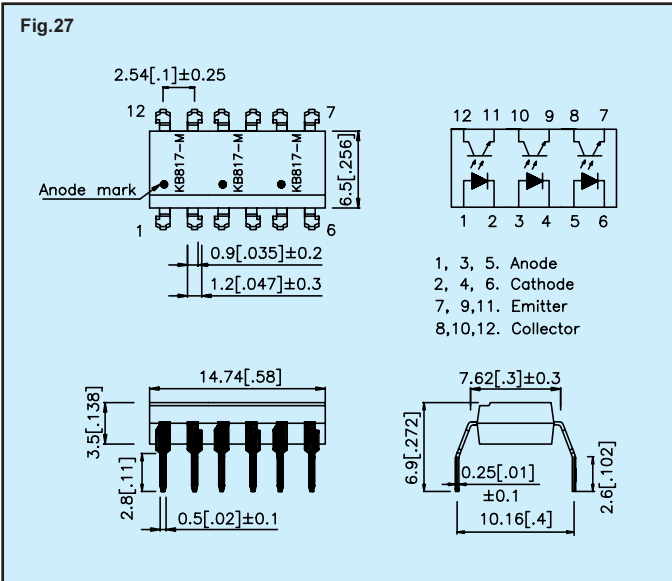 Fig.27
2.54[.1]±0.25
12
7
KB817-M
KB817-M
KB817-M
Anode mark
6.5[.256]
1
6
0.9[.035]±0.2
1.2[.047]±0.3
12 11 10 9 8 7
1 2 3 4 5 6
1, 3, 5. Anode
2, 4, 6. Cathode
7, 9,11. Emitter
8,10,12. Collector
14.74[.58]
3.5[.138]
2.8[.11]
0.5[.02]±0.1
7.62[.3]±0.3
6.9[.272]
0.25[.01]
±0.1
2.6[.102]
10.16[.4]